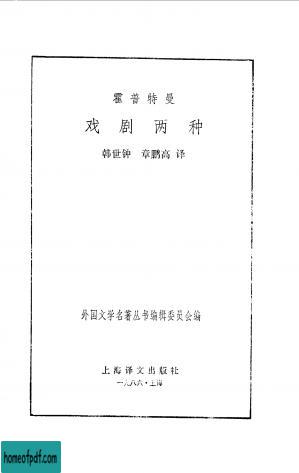 霍普特曼
戏剧两种
韩世钟 章鹏高 译
外国文学名著丛书编辑委员会编
上海译文出版社
一九八六·上海
homeofpdf.com